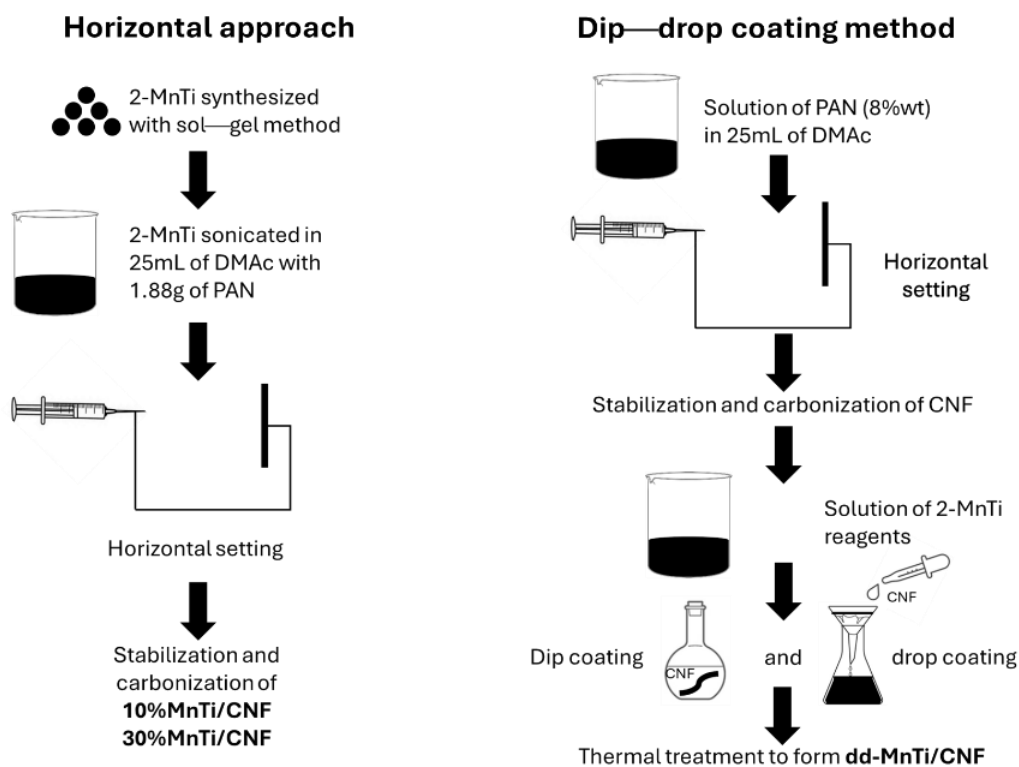 Horizontal approach
2-MnTi synthesized
with sol—gel method
2-MnTi sonicated in
25mL of DMAc with
1.88g of PAN
Horizontal setting
Stabilization and
carbonization of
10%MnTi/CNF
30%MnTi/CNF
Dip—drop coating method
Solution of PAN (8%wt)
in 25mL of DMAc
Horizontal
setting
Stabilization and carbonization of CNF
Solution of 2-MnTi
reagents
CNF
Dip coating
CNF
and
drop coating
Thermal treatment to form dd-MnTi/CNF